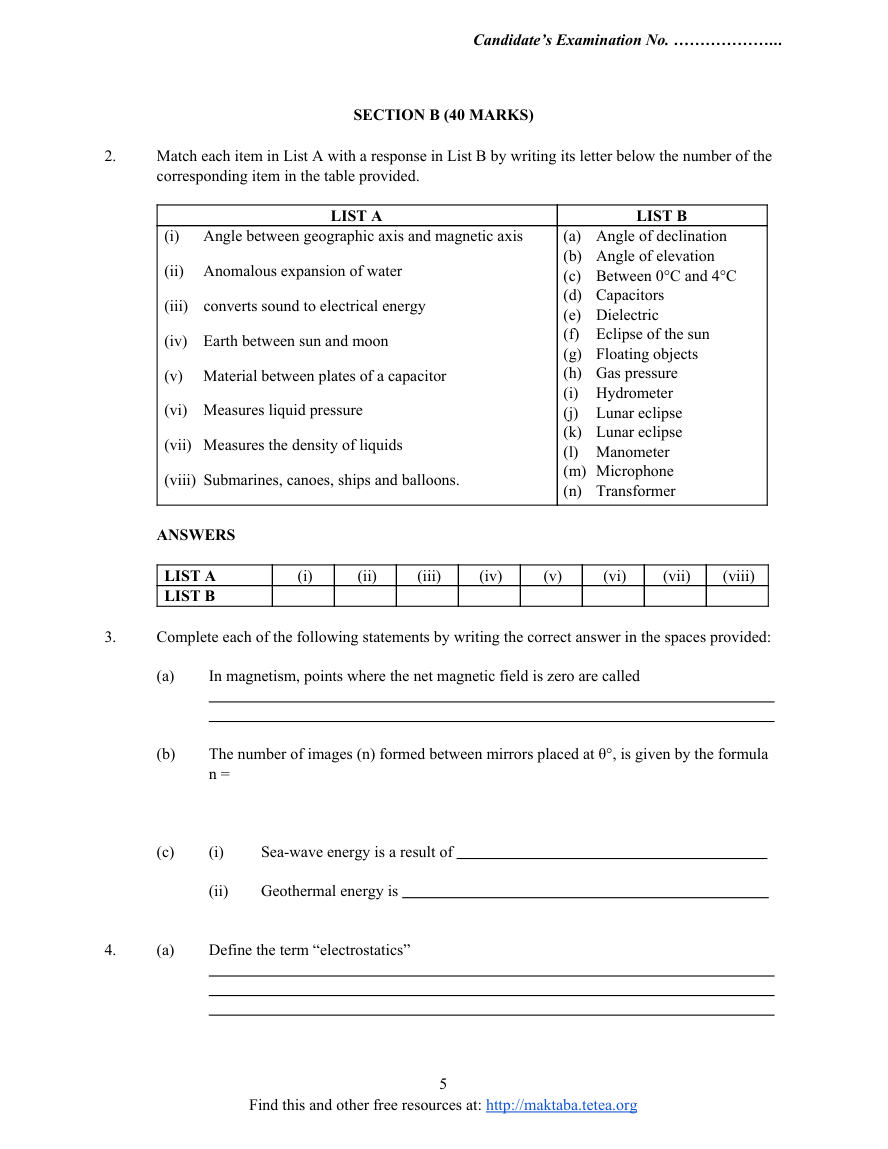 Candidate's Examination No. ………………...
SECTION B (40 MARKS)
2. Match each item in List A with a response in List B by writing its letter below the number of the
corresponding item in the table provided.
LIST A
(i) Angle between geographic axis and magnetic axis
(ii) Anomalous expansion of water
(iii) converts sound to electrical energy
(iv) Earth between sun and moon
(v) Material between plates of a capacitor
(vi) Measures liquid pressure
(vii) Measures the density of liquids
(viii) Submarines, canoes, ships and balloons.
LIST B
(a) Angle of declination
(b) Angle of elevation
(c) Between 0°C and 4°C
(d) Capacitors
(e) Dielectric
(f) Eclipse of the sun
(g) Floating objects
(h) Gas pressure
(i) Hydrometer
(j) Lunar eclipse
(k) Lunar eclipse
(l) Manometer
(m) Microphone
(n) Transformer
ANSWERS
LIST A (i) (ii) (iii) (iv) (v) (vi) (vii) (viii)
LIST B
3. Complete each of the following statements by writing the correct answer in the spaces provided:
(a) In magnetism, points where the net magnetic field is zero are called
(b) The number of images (n) formed between mirrors placed at θ°, is given by the formula
n =
(c) (i) Sea-wave energy is a result of
(ii) Geothermal energy is
4. (a) Define the term “electrostatics”
5
Find this and other free resources at: http://maktaba.tetea.org